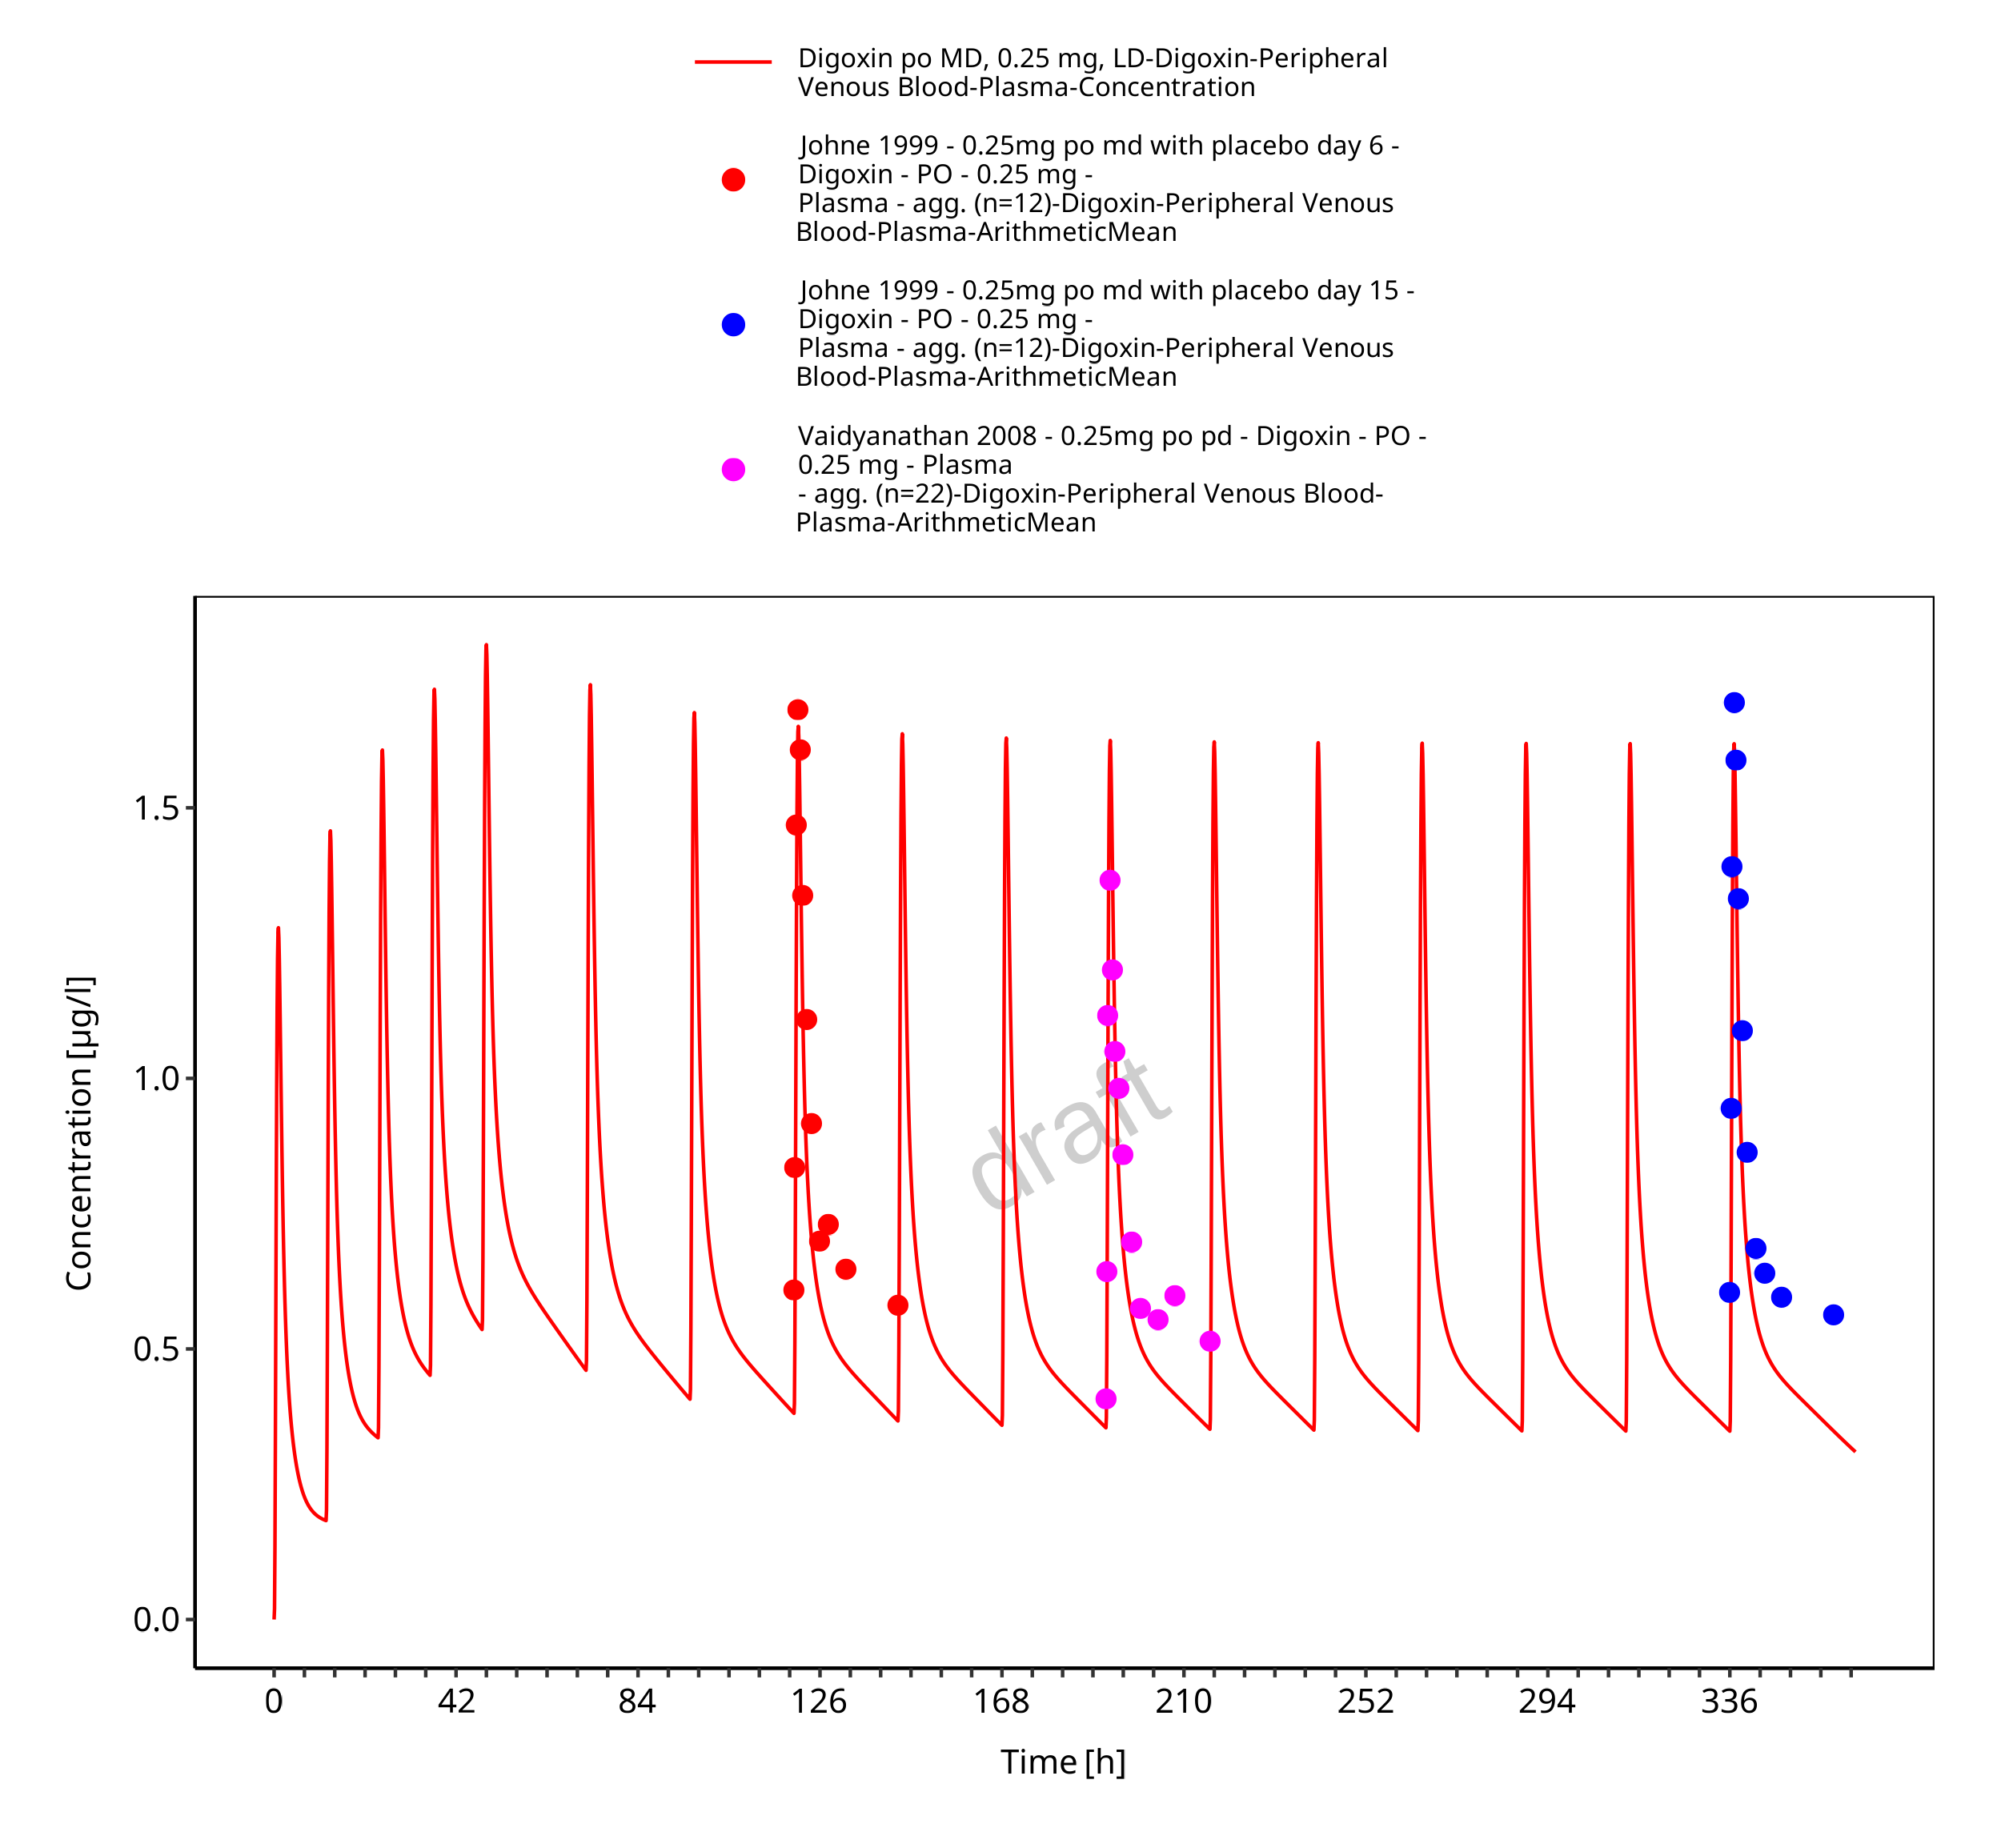 Digoxin po MD, 0.25 mg, LD-Digoxin-Peripheral
Venous Blood-Plasma-Concentration
Johne 1999 - 0.25mg po md with placebo day 6 -
Digoxin - PO - 0.25 mg -
Plasma - agg. (n=12)-Digoxin-Peripheral Venous
Blood-Plasma-ArithmeticMean
Johne 1999 - 0.25mg po md with placebo day 15 -
Digoxin - PO - 0.25 mg -
Plasma - agg. (n=12)-Digoxin-Peripheral Venous
Blood-Plasma-ArithmeticMean
Vaidyanathan 2008 - 0.25mg po pd - Digoxin - PO -
0.25 mg - Plasma
- agg. (n=22)-Digoxin-Peripheral Venous Blood-
Plasma-ArithmeticMean
Concentration [µg/l]
1.5
1.0
0.5
0.0
draft
0 42 84 126 168 210 252 294 336
Time [h]